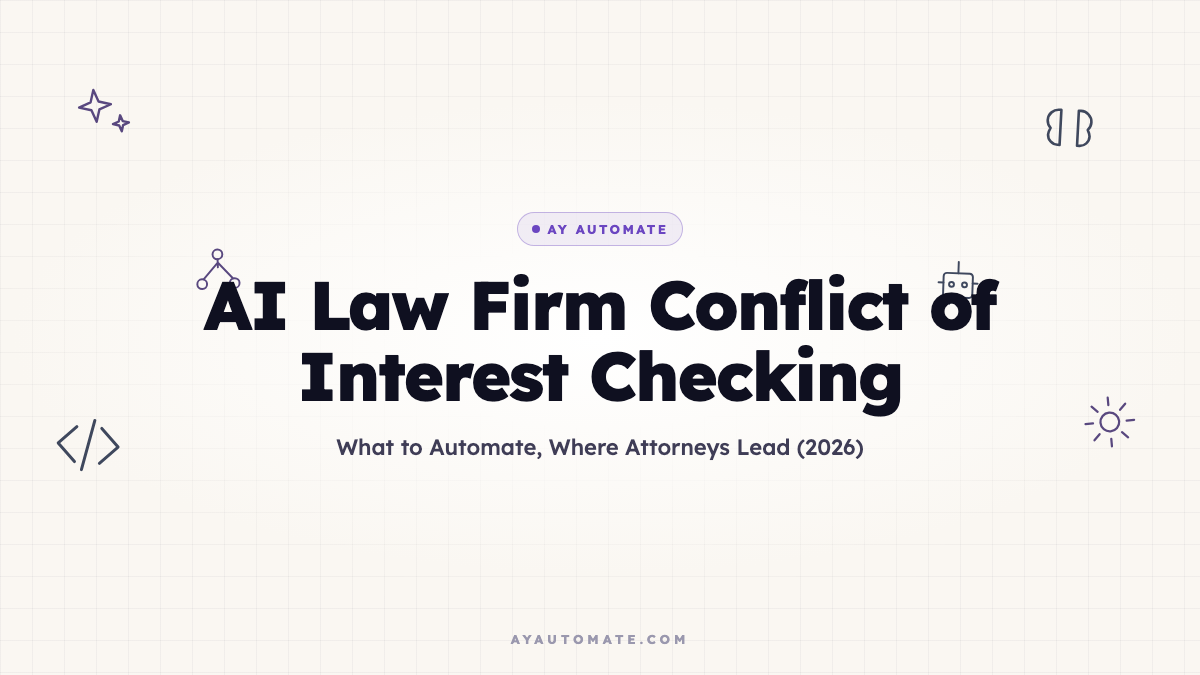 AY AUTOMATE
AI Law Firm Conflict of
Interest Checking
What to Automate, Where Attorneys Lead (2026)
AYAUTOMATE.COM